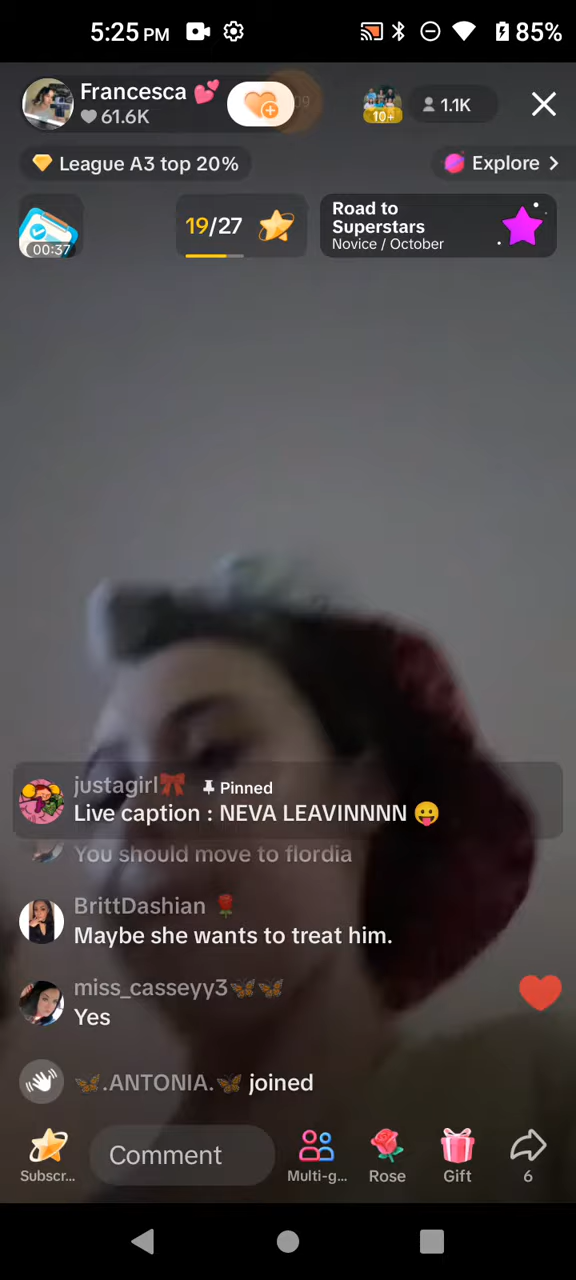 5:25 PM
85%
Francesca 💕
61.6K
10+
1.1K
League A3 top 20%
Explore
00:37
19/27
Road to
Superstars
Novice / October
justagirl🎀 Pinned
Live caption : NEVA LEAVINNNN 😛
You should move to flordia
BrittDashian 🌹
Maybe she wants to treat him.
miss_casseyy3🦋🦋
Yes
🦋.ANTONIA.🦋 joined
Subscr...
Comment
Multi-g...
Rose
Gift
6